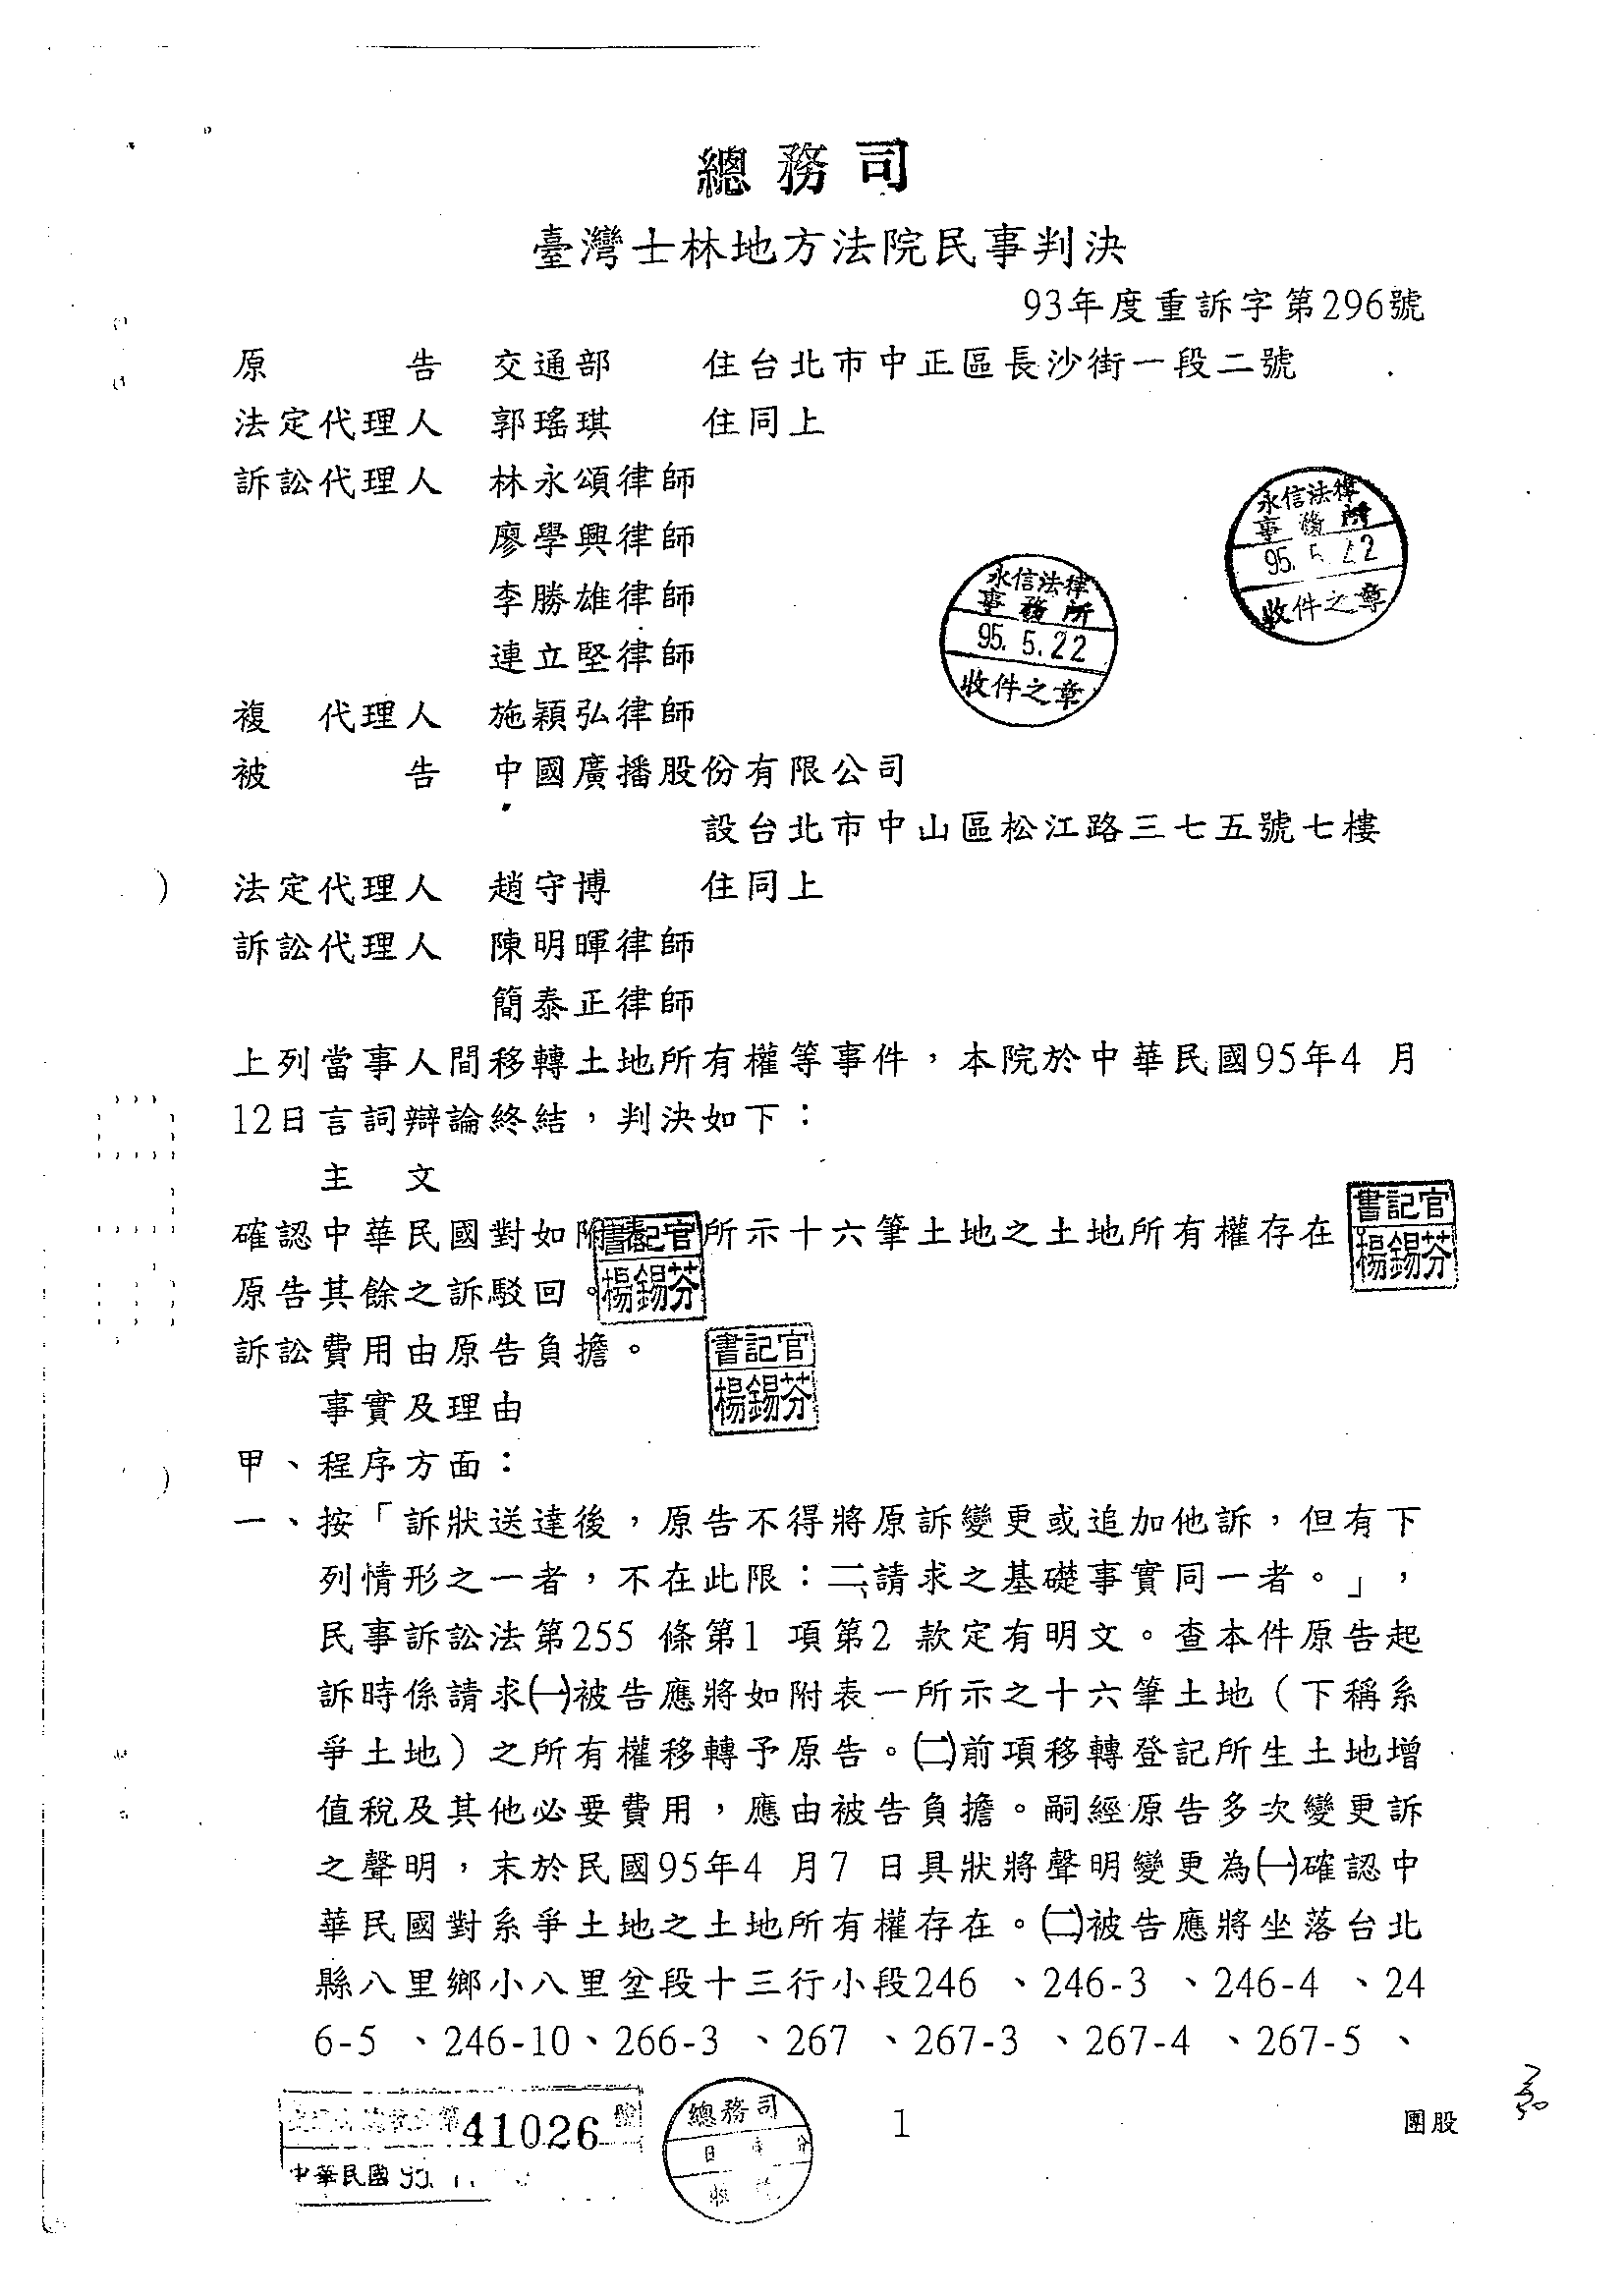 總務司
臺灣士林地方法院民事判決
93年度重訴字第296號
原　　　告　交通部　　住台北市中正區長沙街一段二號
法定代理人　郭瑤琪　　住同上
訴訟代理人　林永頌律師
廖學興律師
李勝雄律師
連立堅律師
永信法律
事務所
95.5.22
收件之章
永信法律
事務所
95.5.22
收件之章
複　代理人　施穎弘律師
被　　　告　中國廣播股份有限公司
設台北市中山區松江路三七五號七樓
法定代理人　趙守博　　住同上
訴訟代理人　陳明暉律師
簡泰正律師
上列當事人間移轉土地所有權等事件，本院於中華民國95年4 月
12日言詞辯論終結，判決如下：
主　文
確認中華民國對如附表　所示十六筆土地之土地所有權存在
書記官
楊錫芬
原告其餘之訴駁回。
書記官
楊錫芬
訴訟費用由原告負擔。
書記官
楊錫芬
事實及理由
甲、程序方面：
一、按「訴狀送達後，原告不得將原訴變更或追加他訴，但有下
列情形之一者，不在此限：二、請求之基礎事實同一者。」，
民事訴訟法第255 條第1 項第2 款定有明文。查本件原告起
訴時係請求㈠被告應將如附表一所示之十六筆土地（下稱系
爭土地）之所有權移轉予原告。㈡前項移轉登記所生土地增
值稅及其他必要費用，應由被告負擔。嗣經原告多次變更訴
之聲明，末於民國95年4 月7 日具狀將聲明變更為㈠確認中
華民國對系爭土地之土地所有權存在。㈡被告應將坐落台北
縣八里鄉小八里坌段十三行小段246 、246-3 、246-4 、24
6-5 、246-10、266-3 、267 、267-3 、267-4 、267-5 、
41026
中華民國
總務司
1
團股